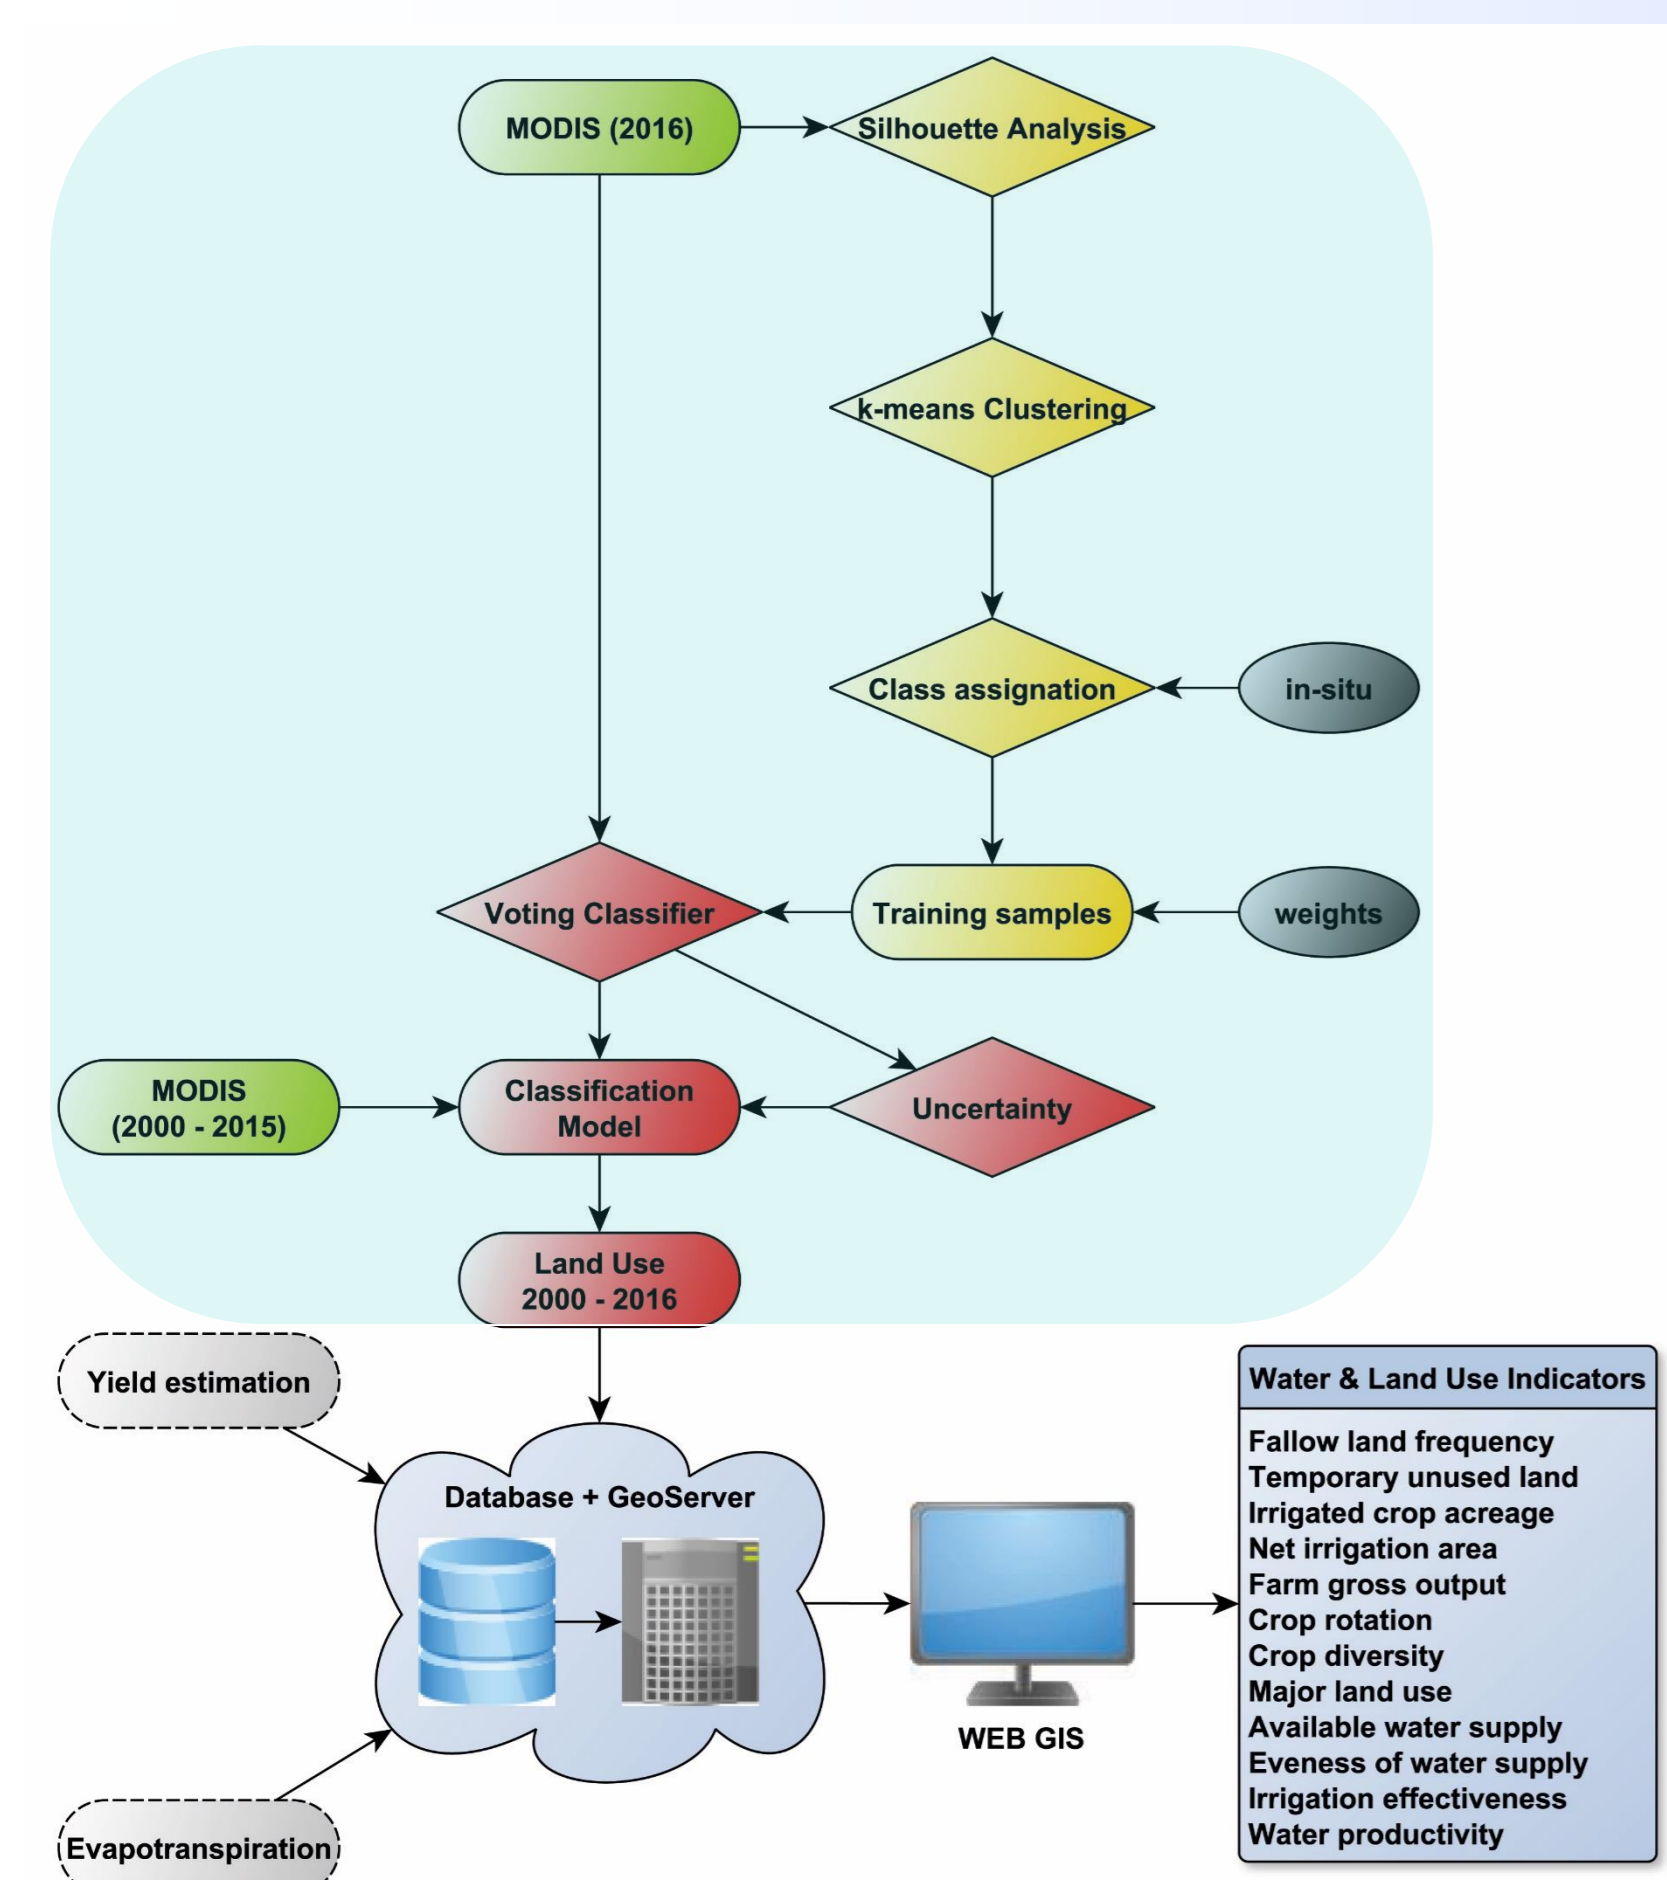 MODIS (2016)
Silhouette Analysis
k-means Clustering
Class assignation
in-situ
Voting Classifier
Training samples
weights
MODIS
(2000 - 2015)
Classification
Model
Uncertainty
Land Use
2000 - 2016
Yield estimation
Database + GeoServer
Evapotranspiration
WEB GIS
Water & Land Use Indicators
Fallow land frequency
Temporary unused land
Irrigated crop acreage
Net irrigation area
Farm gross output
Crop rotation
Crop diversity
Major land use
Available water supply
Eveness of water supply
Irrigation effectiveness
Water productivity